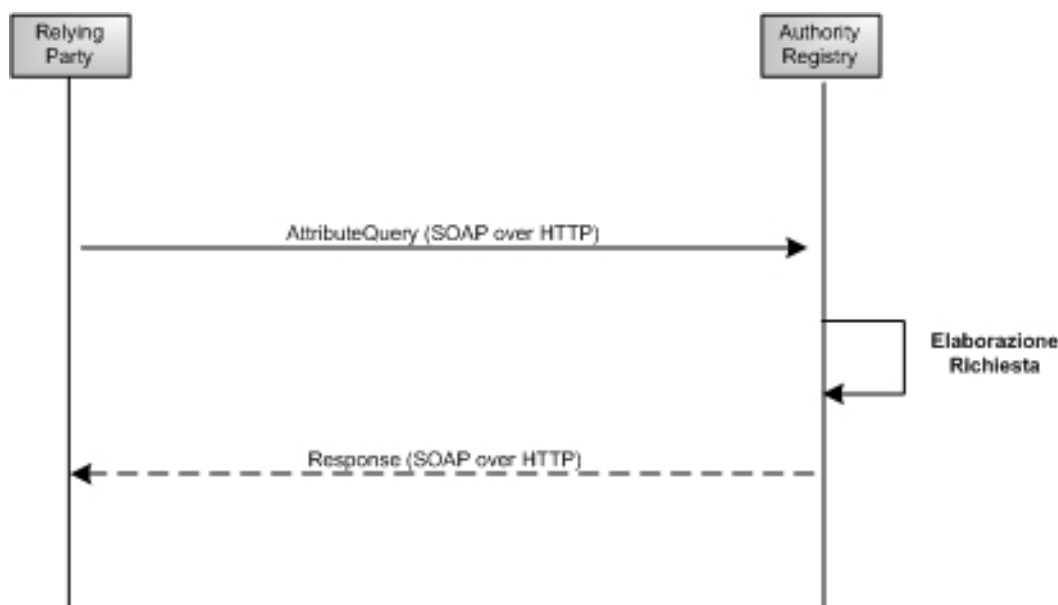 Relying
Party
Authority
Registry
AttributeQuery (SOAP over HTTP)
Elaborazione
Richiesta
Response (SOAP over HTTP)